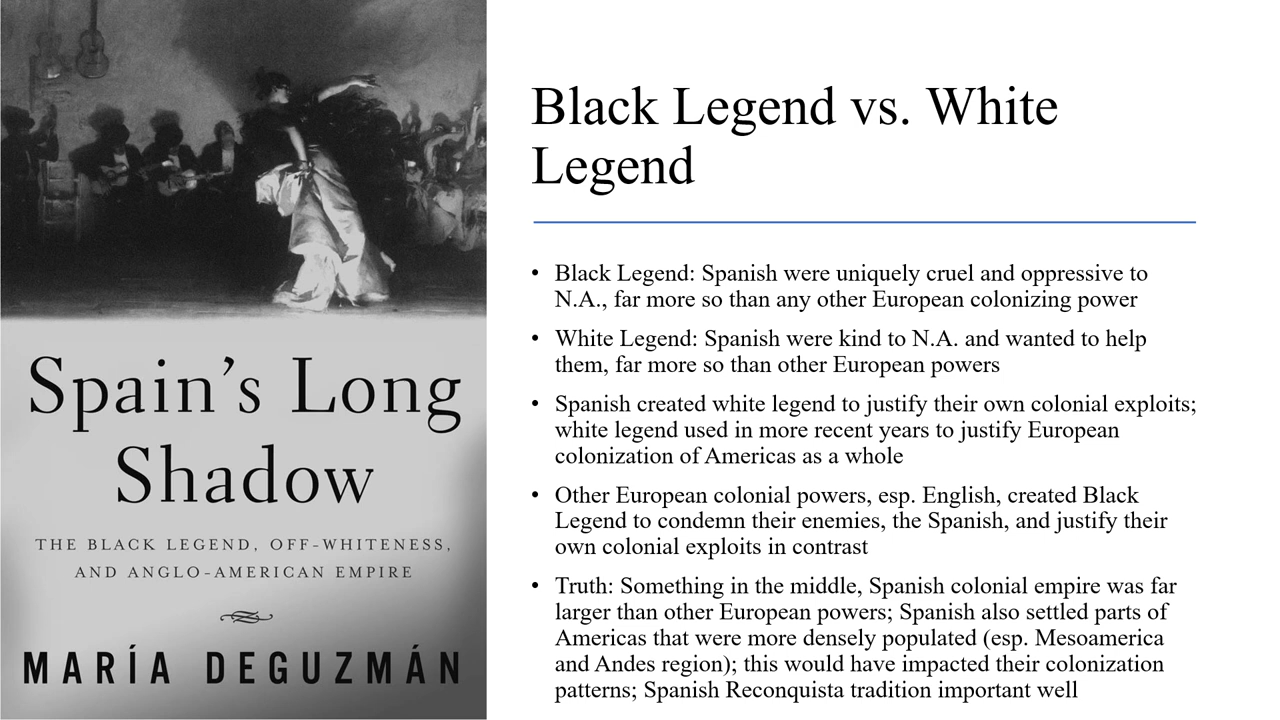 Spain's Long
Shadow
THE BLACK LEGEND, OFF-WHITENESS,
AND ANGLO-AMERICAN EMPIRE
MARÍA DEGUZMÁN
Black Legend vs. White
Legend
• Black Legend: Spanish were uniquely cruel and oppressive to
N.A., far more so than any other European colonizing power
• White Legend: Spanish were kind to N.A. and wanted to help
them, far more so than other European powers
• Spanish created white legend to justify their own colonial exploits;
white legend used in more recent years to justify European
colonization of Americas as a whole
• Other European colonial powers, esp. English, created Black
Legend to condemn their enemies, the Spanish, and justify their
own colonial exploits in contrast
• Truth: Something in the middle, Spanish colonial empire was far
larger than other European powers; Spanish also settled parts of
Americas that were more densely populated (esp. Mesoamerica
and Andes region); this would have impacted their colonization
patterns; Spanish Reconquista tradition important well